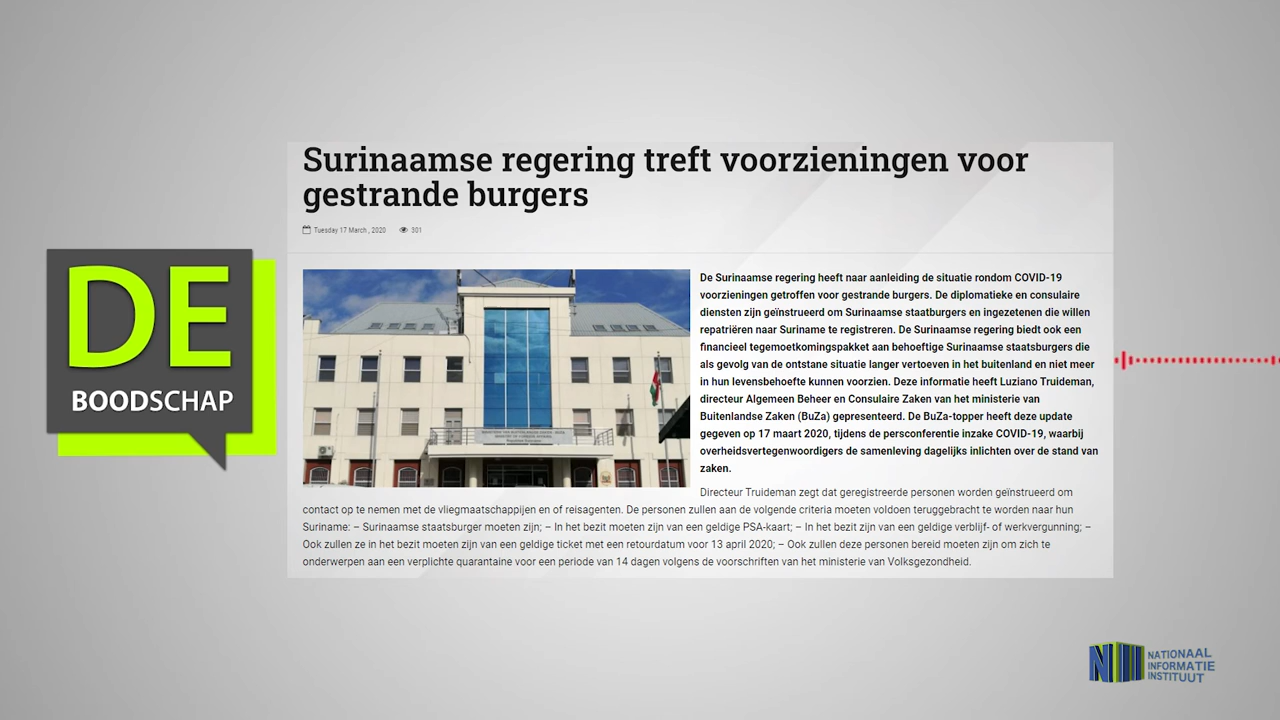 Surinaamse regering treft voorzieningen voor
gestrande burgers
Tuesday 17 March , 2020 301
DE
BOODSCHAP
De Surinaamse regering heeft naar aanleiding de situatie rondom COVID-19
voorzieningen getroffen voor gestrande burgers. De diplomatieke en consulaire
diensten zijn geïnstrueerd om Surinaamse staatburgers en ingezetenen die willen
repatriëren naar Suriname te registreren. De Surinaamse regering biedt ook een
financieel tegemoetkomingspakket aan behoeftige Surinaamse staatsburgers die
als gevolg van de ontstane situatie langer vertoeven in het buitenland en niet meer
in hun levensbehoefte kunnen voorzien. Deze informatie heeft Luziano Truideman,
directeur Algemeen Beheer en Consulaire Zaken van het ministerie van
Buitenlandse Zaken (BuZa) gepresenteerd. De BuZa-topper heeft deze update
gegeven op 17 maart 2020, tijdens de persconferentie inzake COVID-19, waarbij
overheidsvertegenwoordigers de samenleving dagelijks inlichten over de stand van
zaken.
Directeur Truideman zegt dat geregistreerde personen worden geïnstrueerd om
contact op te nemen met de vliegmaatschappijen en of reisagenten. De personen zullen aan de volgende criteria moeten voldoen teruggebracht te worden naar hun
Suriname: – Surinaamse staatsburger moeten zijn; – In het bezit moeten zijn van een geldige PSA-kaart; – In het bezit zijn van een geldige verblijf- of werkvergunning; –
Ook zullen ze in het bezit moeten zijn van een geldige ticket met een retourdatum voor 13 april 2020; – Ook zullen deze personen bereid moeten zijn om zich te
onderwerpen aan een verplichte quarantaine voor een periode van 14 dagen volgens de voorschriften van het ministerie van Volksgezondheid.
NII
NATIONAAL
INFORMATIE
INSTITUUT